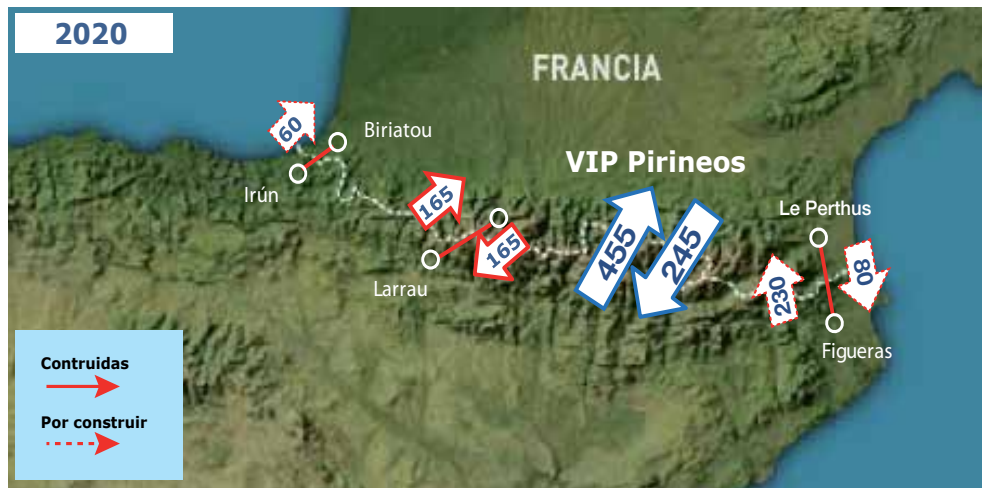 2020
FRANCIA
60
Biriatou
Irún
VIP Pirineos
165
165
Larrau
455
245
Le Perthus
230
80
Figueras
Contruidas
Por construir